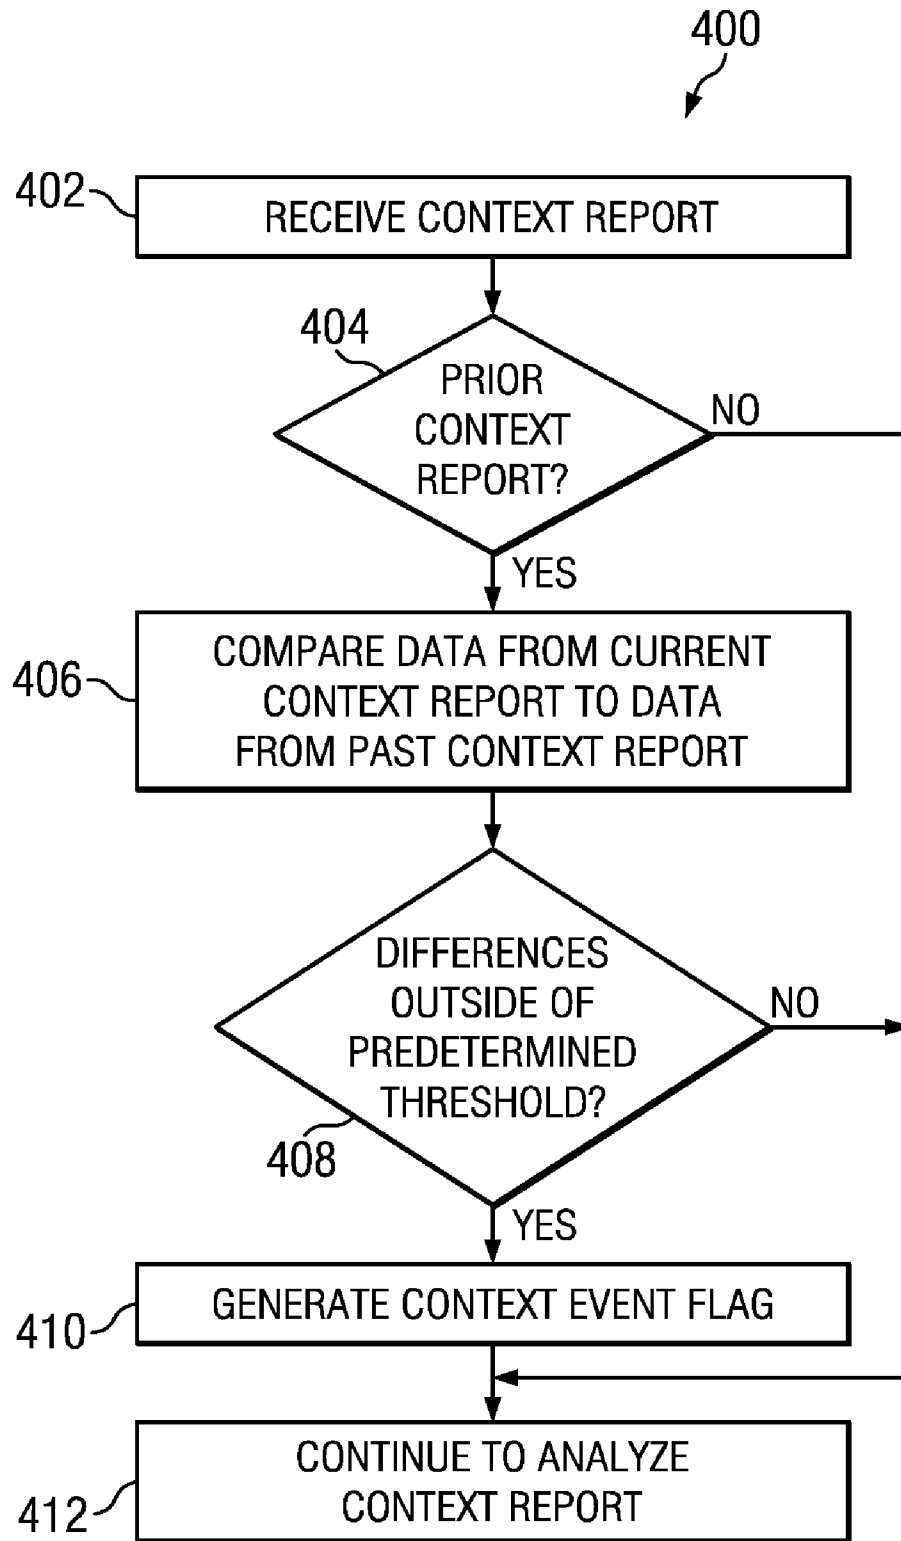 400
402
RECEIVE CONTEXT REPORT
404
PRIOR
CONTEXT
REPORT?
NO
YES
406
COMPARE DATA FROM CURRENT
CONTEXT REPORT TO DATA
FROM PAST CONTEXT REPORT
DIFFERENCES
OUTSIDE OF
PREDETERMINED
THRESHOLD?
NO
408
YES
410
GENERATE CONTEXT EVENT FLAG
412
CONTINUE TO ANALYZE
CONTEXT REPORT